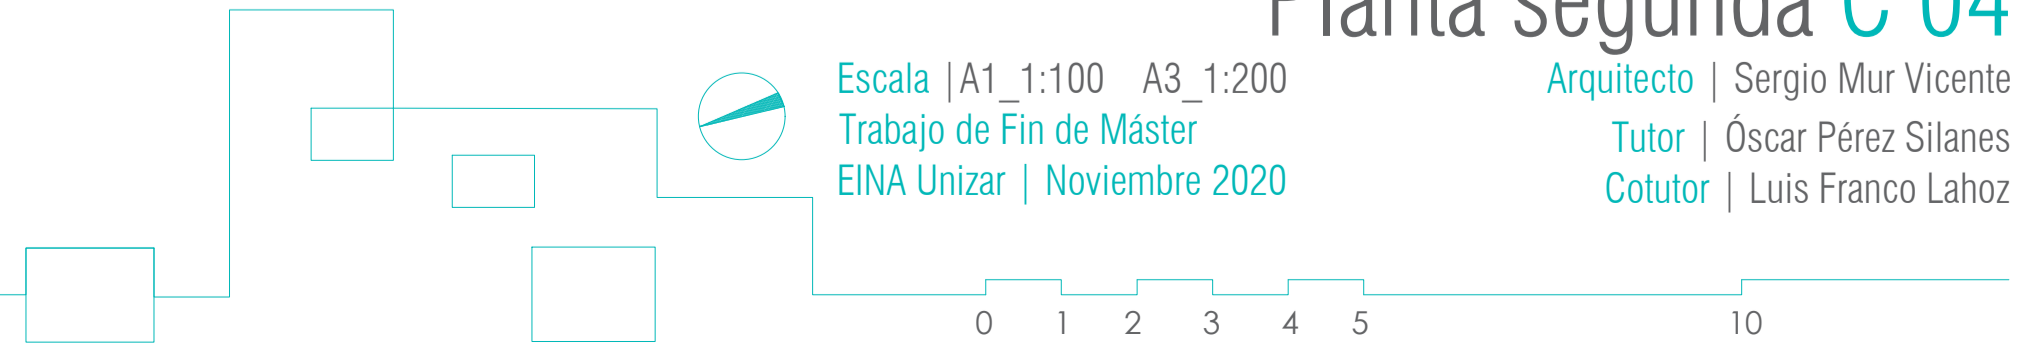 Planta segunda C 04
Escala | A1_1:100 A3_1:200
Trabajo de Fin de Máster
EINA Unizar | Noviembre 2020
Arquitecto | Sergio Mur Vicente
Tutor | Óscar Pérez Silanes
Cotutor | Luis Franco Lahoz
0 1 2 3 4 5 10